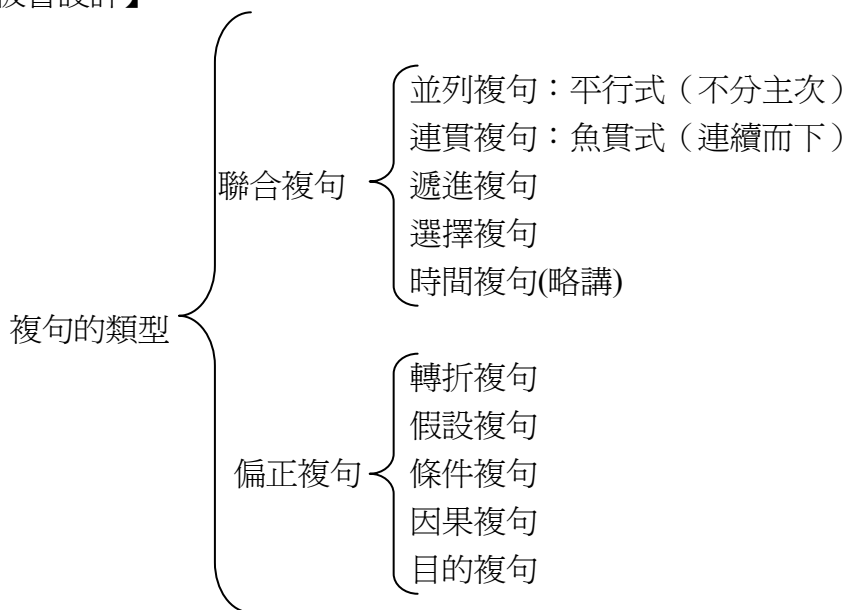 並列複句：平行式（不分主次）
連貫複句：魚貫式（連續而下）
聯合複句
遞進複句
選擇複句
時間複句(略講)
複句的類型
轉折複句
假設複句
偏正複句
條件複句
因果複句
目的複句